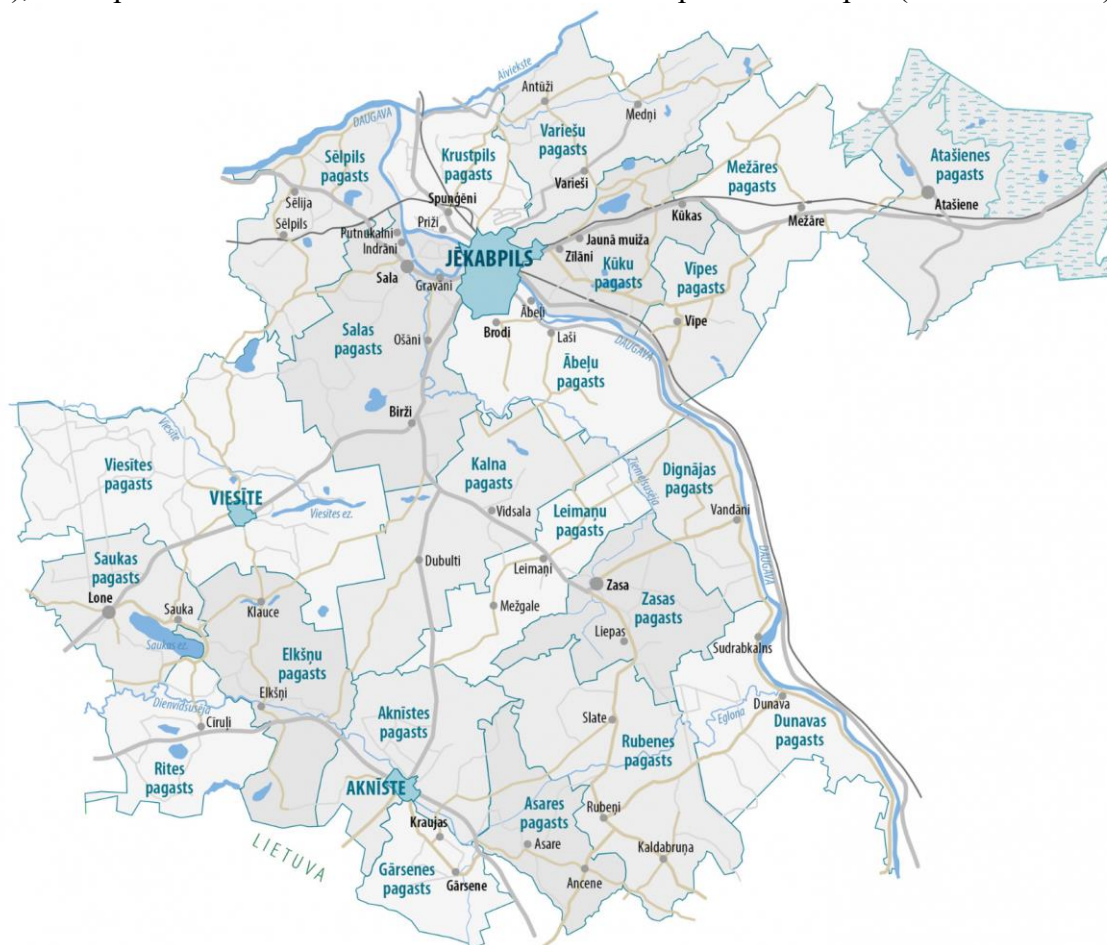 Aiviekste
Antūži
Medņi
DAUGAVA
Variešu
pagasts
Sēlpils
pagasts
Krustpils
pagasts
Atašienes
pagasts
Mežāres
pagasts
Varieši
Sēlija
Spunģēni
Kūkas
Atašiene
Mežāre
Sēlpils
Priži
Putnukalni
Indrāni
Jaunā muiža
Zīlāni
JĒKABPILS
Kūku
pagasts
Vīpes
pagasts
Sala
Gravāni
Ābeļi
Vīpe
Salas
pagasts
Brodi
Laši
Ošāni
DAUGAVA
Ābeļu
pagasts
Birži
Viesīte
Viesītes
pagasts
Kalna
pagasts
Ziemeļsusēja
Dignājas
pagasts
VIESĪTE
Viesītes ez.
Vidsala
Leimaņu
pagasts
Vandāni
Saukas
pagasts
Dubulti
Leimaņi
DAUGAVA
Zasa
Lone
Sauka
Klauce
Mežgale
Zasas
pagasts
Saukas ez.
Elkšņu
pagasts
Liepas
Sudrabkalns
Elkšņi
Dienvidsusēja
Cīruļi
Aknīstes
pagasts
Slate
Eglona
Dunava
Dunavas
pagasts
Rubenes
pagasts
Rites
pagasts
AKNĪSTE
Asares
pagasts
Rubeņi
Kraujas
LIETUVA
Asare
Kaldabruņa
Gārsenes
pagasts
Gārsene
Ancene